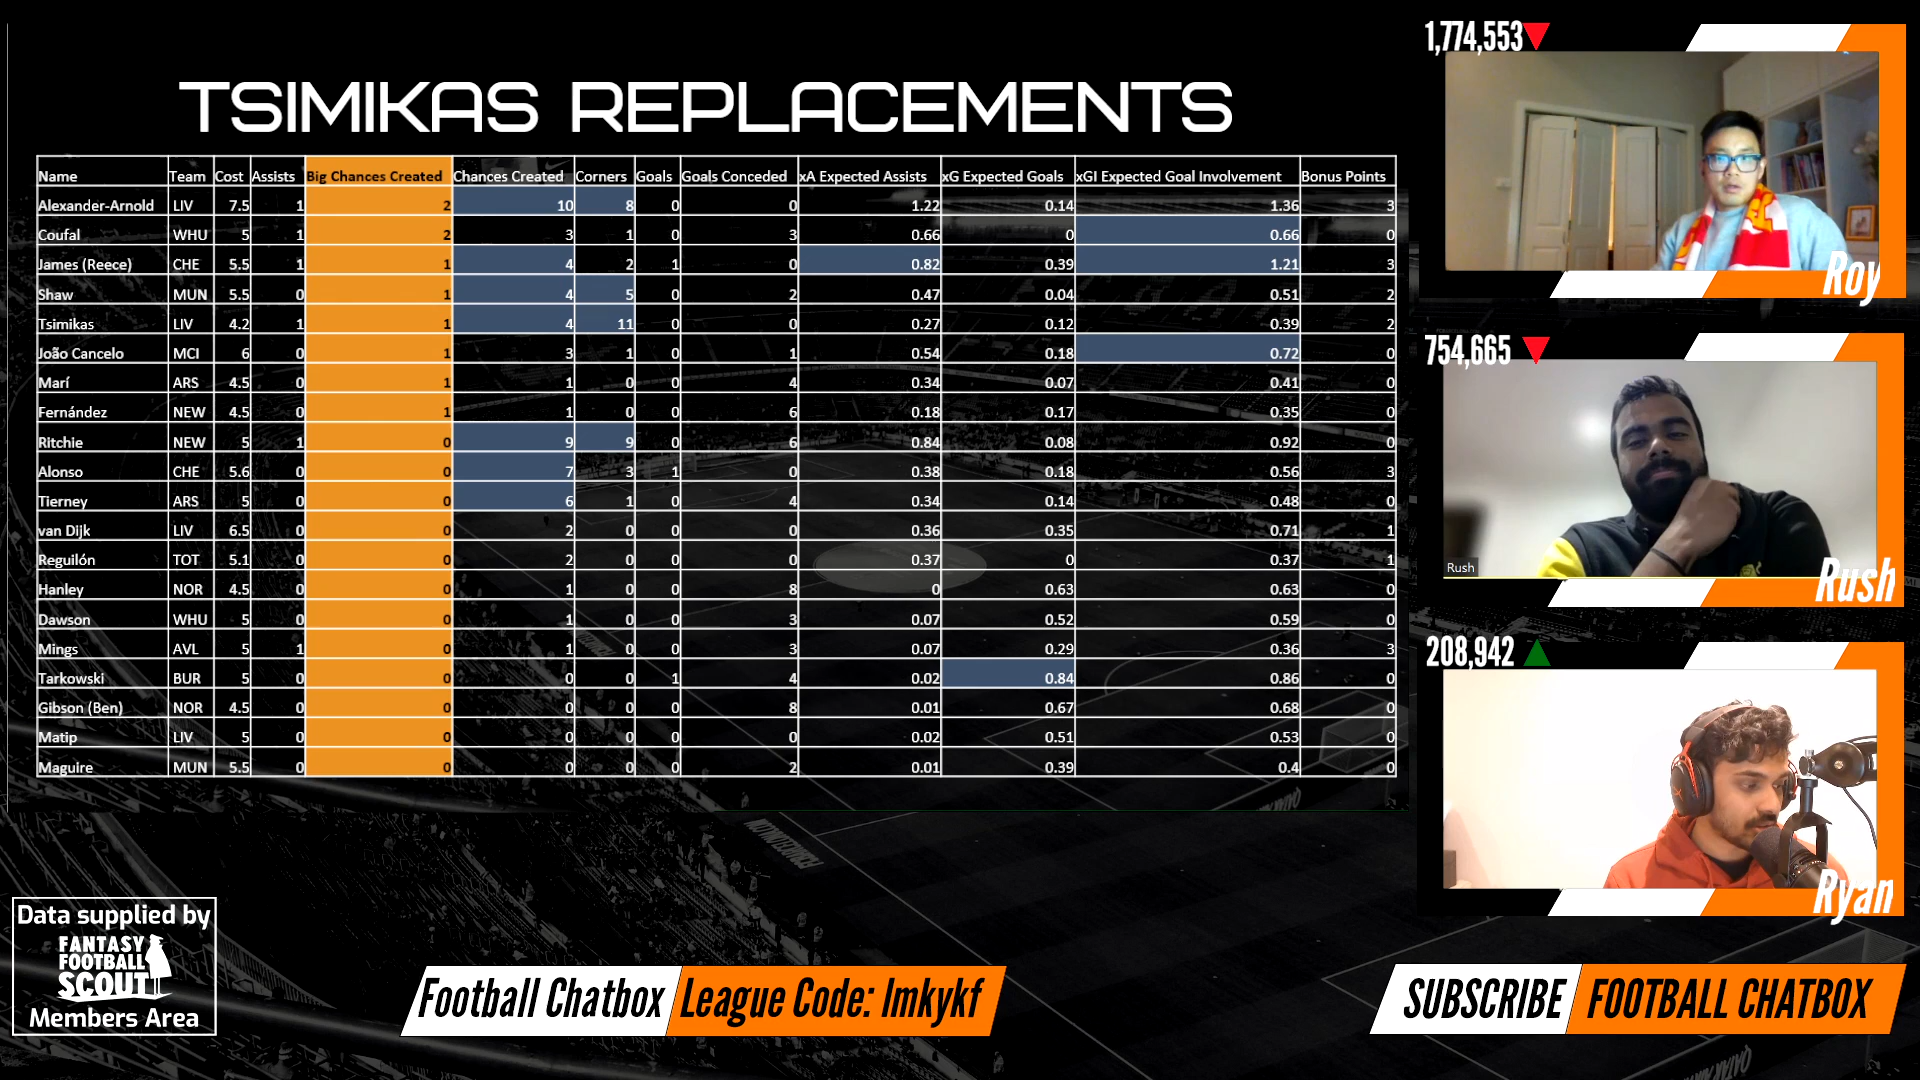 1,774,553
TSIMIKAS REPLACEMENTS
Name Team Cost Assists Big Chances Created Chances Created Corners Goals Goals Conceded xA Expected Assists xG Expected Goals xGI Expected Goal Involvement Bonus Points
Alexander-Arnold LIV 7.5 1 2 10 8 0 0 1.22 0.14 1.36 3
Coufal WHU 5 1 2 3 1 0 3 0.66 0 0.66 0
James (Reece) CHE 5.5 1 1 4 2 1 0 0.82 0.39 1.21 3
Shaw MUN 5.5 0 1 4 5 0 2 0.47 0.04 0.51 2
Tsimikas LIV 4.2 1 1 4 11 0 0 0.27 0.12 0.39 2
João Cancelo MCI 6 0 1 3 1 0 1 0.54 0.18 0.72 0
Marí ARS 4.5 0 1 1 0 0 4 0.34 0.07 0.41 0
Fernández NEW 4.5 0 1 1 0 0 6 0.18 0.17 0.35 0
Ritchie NEW 5 1 0 9 9 0 6 0.84 0.08 0.92 0
Alonso CHE 5.6 0 0 7 3 1 0 0.38 0.18 0.56 3
Tierney ARS 5 0 0 6 1 0 4 0.34 0.14 0.48 0
van Dijk LIV 6.5 0 0 2 0 0 0 0.36 0.35 0.71 1
Reguilón TOT 5.1 0 0 2 0 0 0 0.37 0 0.37 1
Hanley NOR 4.5 0 0 1 0 0 8 0 0.63 0.63 0
Dawson WHU 5 0 0 1 0 0 3 0.07 0.52 0.59 0
Mings AVL 5 1 0 1 0 0 3 0.07 0.29 0.36 3
Tarkowski BUR 5 0 0 0 0 1 4 0.02 0.84 0.86 0
Gibson (Ben) NOR 4.5 0 0 0 0 0 8 0.01 0.67 0.68 0
Matip LIV 5 0 0 0 0 0 0 0.02 0.51 0.53 0
Maguire MUN 5.5 0 0 0 0 0 2 0.01 0.39 0.4 0
Roy
754,665
Rush
Rush
208,942
Ryan
Data supplied by
FANTASY
FOOTBALL
SCOUT
Members Area
Football Chatbox League Code: lmkykf
SUBSCRIBE FOOTBALL CHATBOX